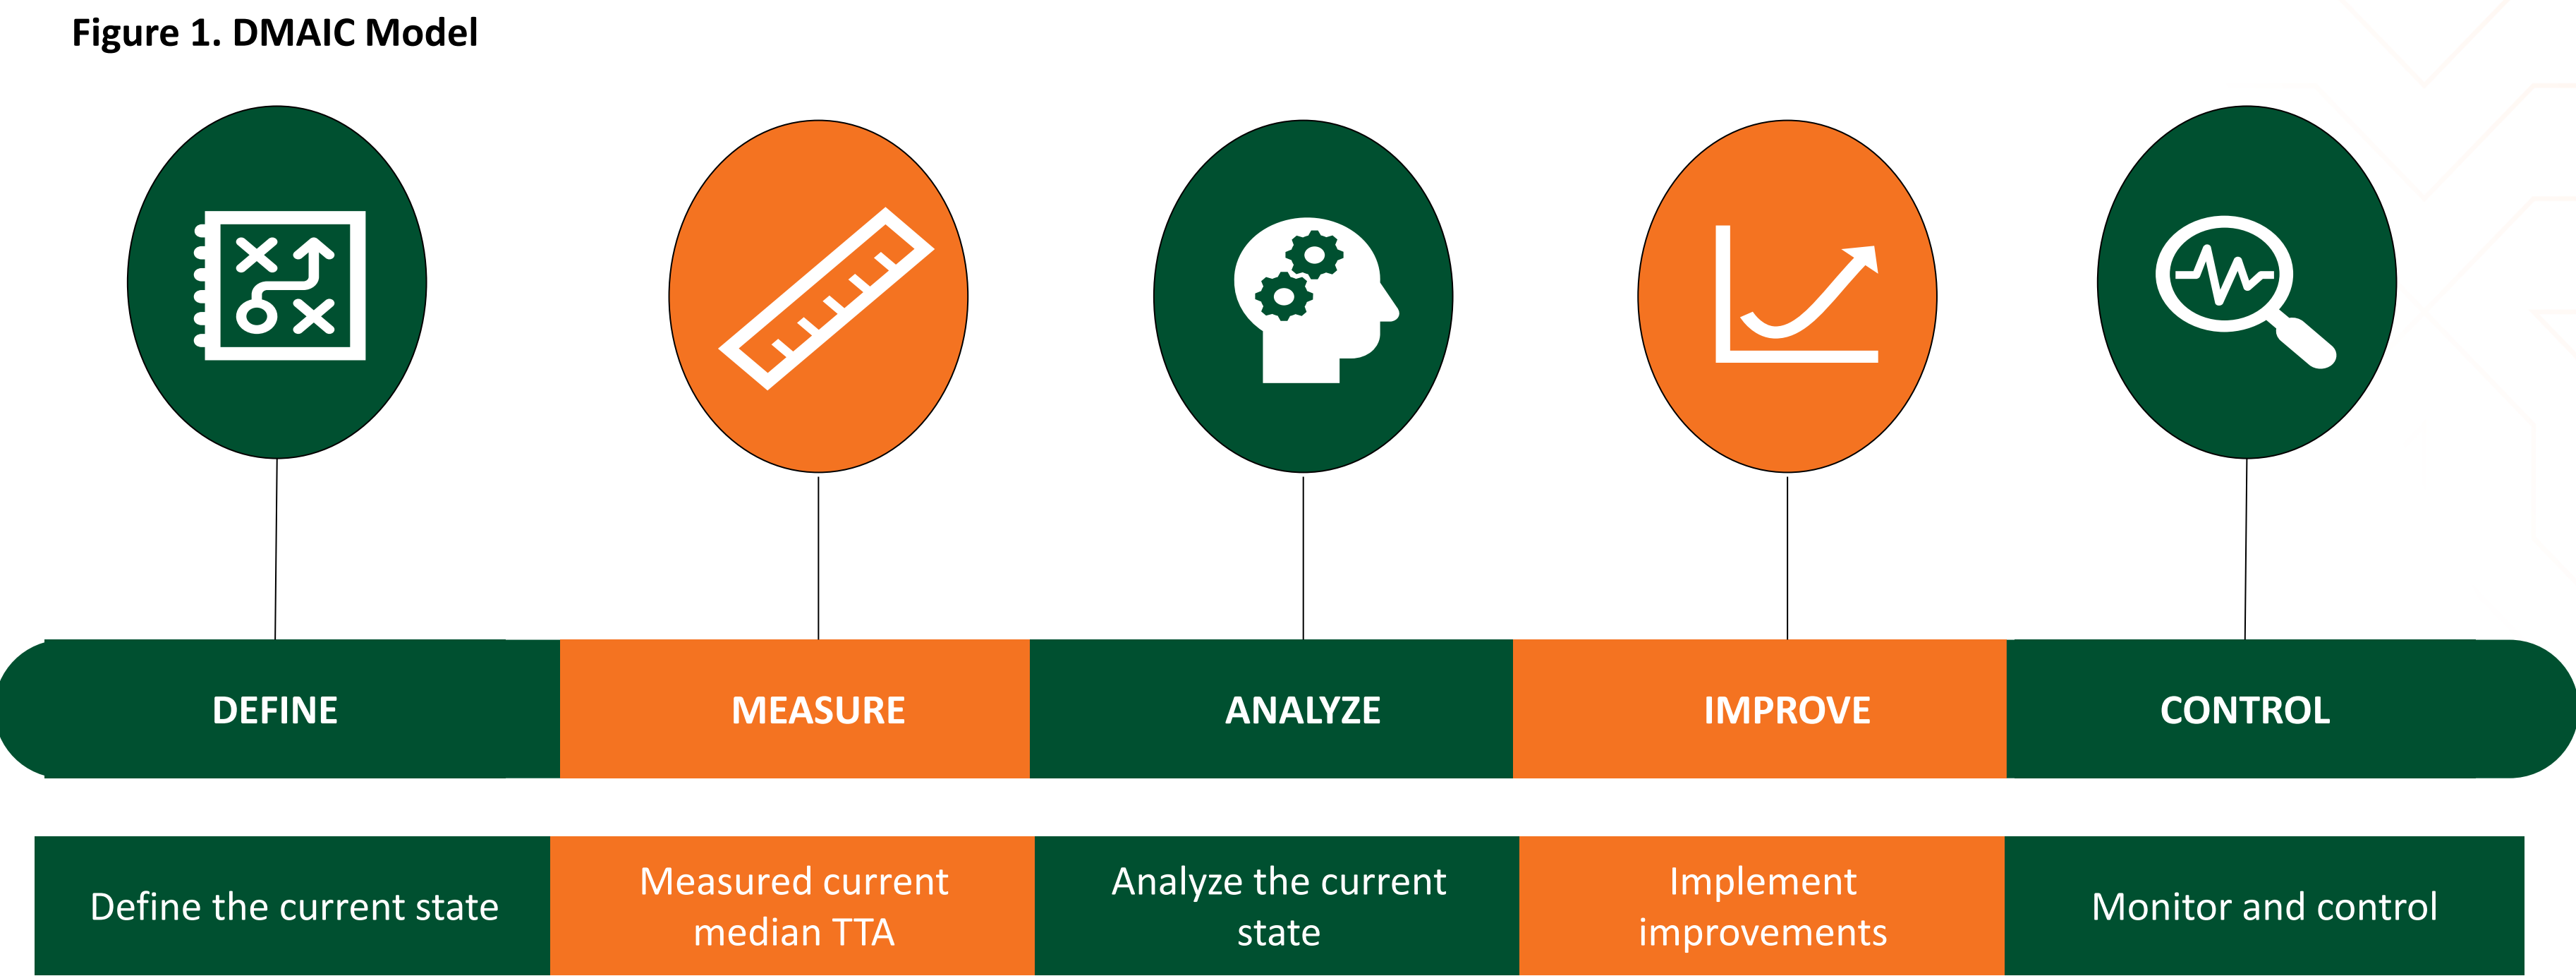 Figure 1. DMAIC Model
DEFINE
MEASURE
ANALYZE
IMPROVE
CONTROL
Define the current state
Measured current
median TTA
Analyze the current
state
Implement
improvements
Monitor and control